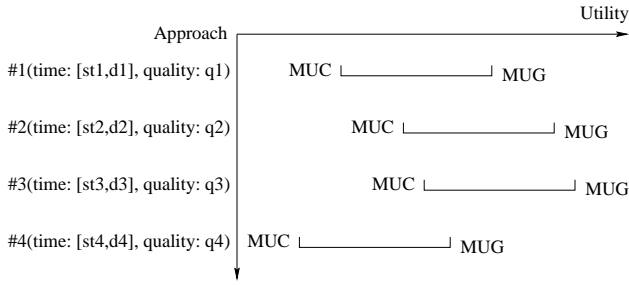 Utility
Approach
#1(time: [st1,d1], quality: q1) MUC MUG
#2(time: [st2,d2], quality: q2) MUC MUG
#3(time: [st3,d3], quality: q3) MUC MUG
#4(time: [st4,d4], quality: q4) MUC MUG